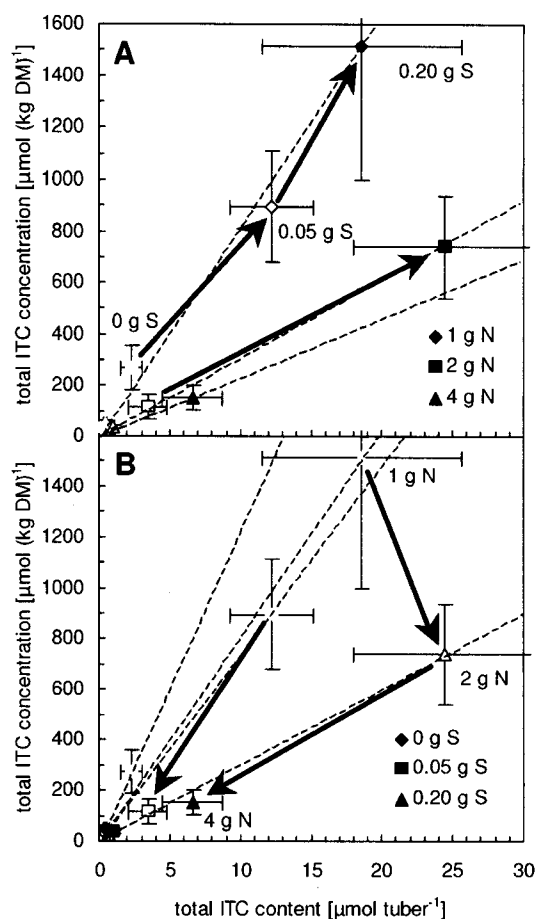 A
total ITC concentration [µmol (kg DM)⁻¹]
1600
1400
1200
1000
800
600
400
200
0
0.20 g S
0.05 g S
0 g S
1 g N
2 g N
4 g N
B
total ITC concentration [µmol (kg DM)⁻¹]
1400
1200
1000
800
600
400
200
0
1 g N
2 g N
4 g N
0 g S
0.05 g S
0.20 g S
0 5 10 15 20 25 30
total ITC content [µmol tuber⁻¹]